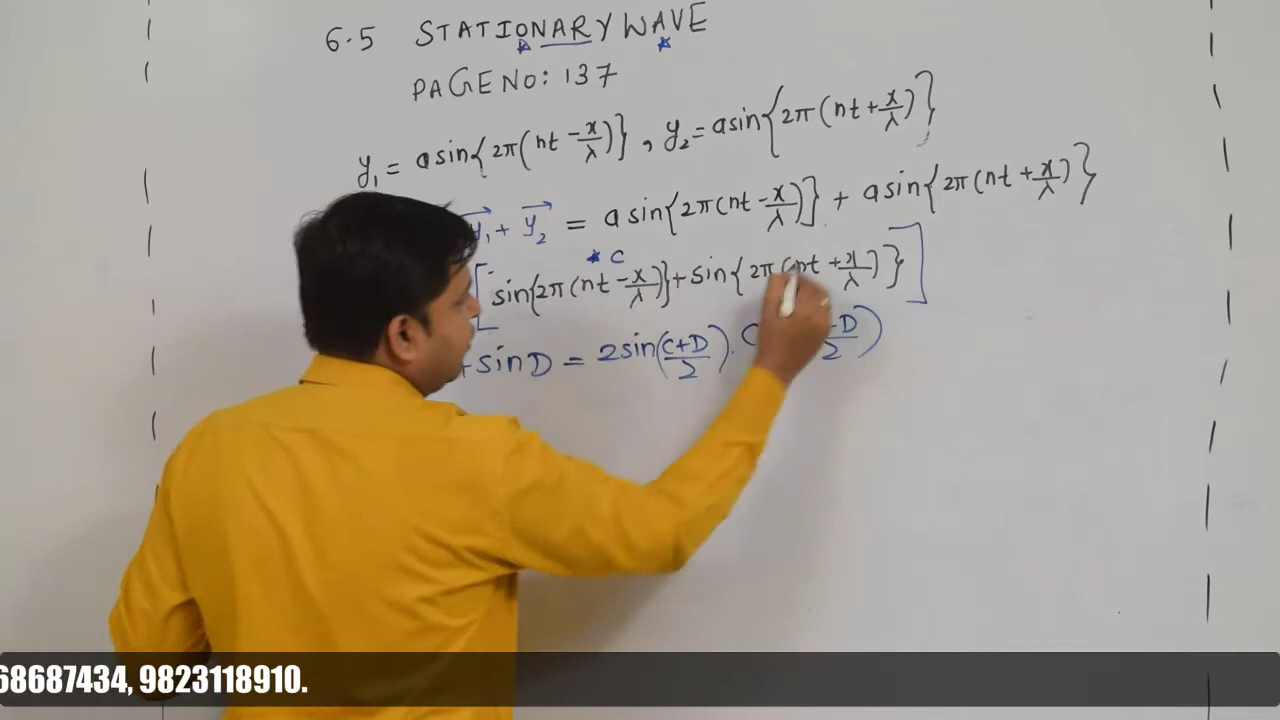 6.5 STATIONARY WAVE
PAGE NO: 137
y₁ = a sin{2π(nt - x/λ)}, y₂ = a sin{2π(nt + x/λ)}
y₁ + y₂ = a sin{2π(nt - x/λ)} + a sin{2π(nt + x/λ)}
* C
[sin{2π(nt - x/λ)} + sin{2π(nt + x/λ)}]
+ sin D = 2 sin((C+D)/2) . C -D/2)
68687434, 9823118910.